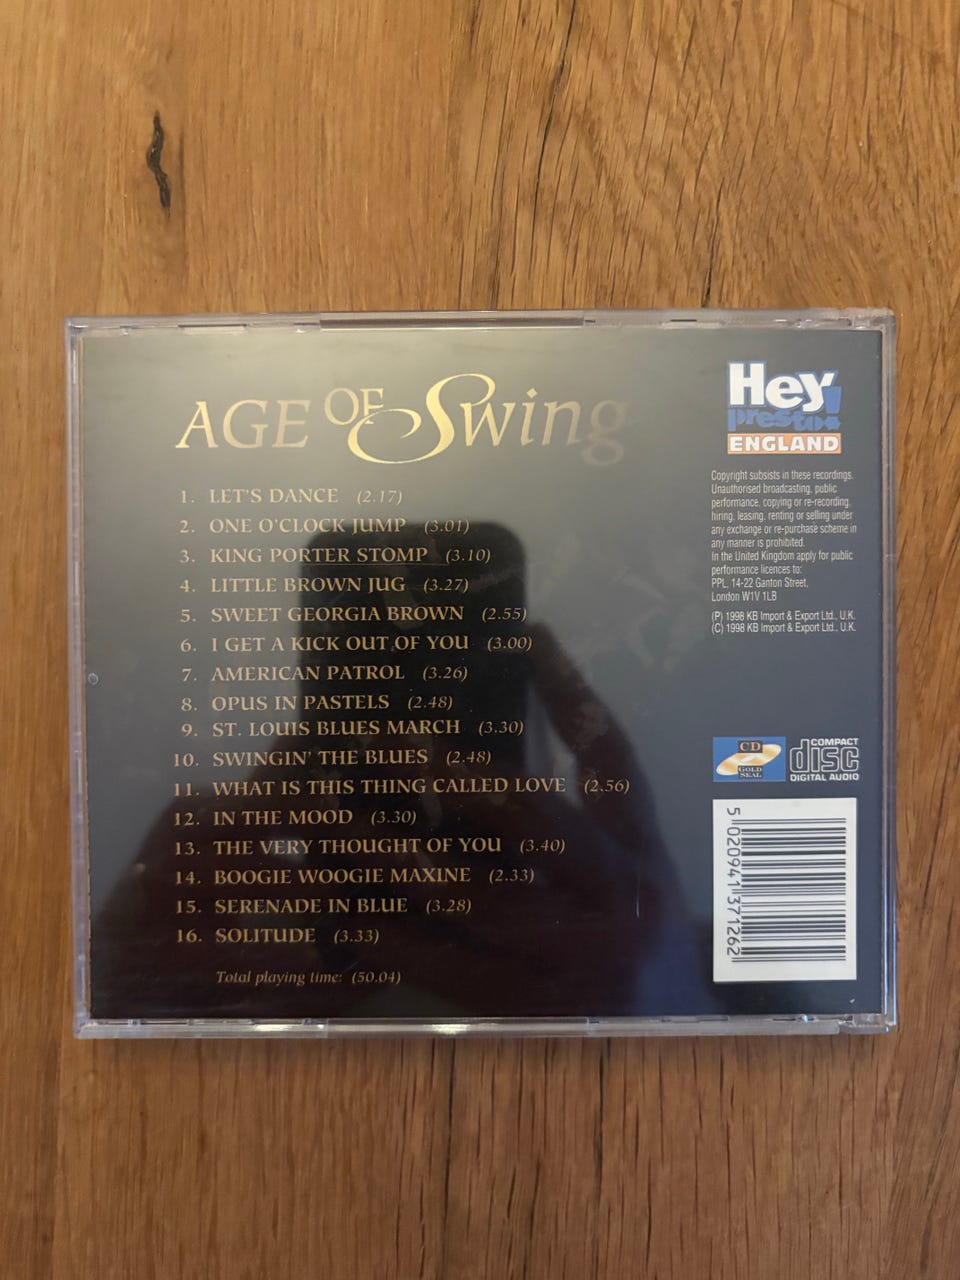 AGE OF Swing
1. LET'S DANCE (2.17)
2. ONE O'CLOCK JUMP (3.01)
3. KING PORTER STOMP (3.10)
4. LITTLE BROWN JUG (3.27)
5. SWEET GEORGIA BROWN (2.55)
6. I GET A KICK OUT OF YOU (3.00)
7. AMERICAN PATROL (3.26)
8. OPUS IN PASTELS (2.48)
9. ST. LOUIS BLUES MARCH (3.30)
10. SWINGIN' THE BLUES (2.48)
11. WHAT IS THIS THING CALLED LOVE (2.56)
12. IN THE MOOD (3.30)
13. THE VERY THOUGHT OF YOU (3.40)
14. BOOGIE WOOGIE MAXINE (2.33)
15. SERENADE IN BLUE (3.28)
16. SOLITUDE (3.33)
Total playing time: (50.04)
Hey
presto!
ENGLAND
Copyright subsists in these recordings.
Unauthorised broadcasting, public
performance, copying or re-recording,
hiring, leasing, renting or selling under
any exchange or re-purchase scheme in
any manner is prohibited.
In the United Kingdom apply for public
performance licences to:
PPL, 14-22 Ganton Street,
London W1V 1LB
(P) 1998 KB Import & Export Ltd., U.K.
(C) 1998 KB Import & Export Ltd., U.K.
CD
GOLD
SEAL
COMPACT
disc
DIGITAL AUDIO
5 020941 371262